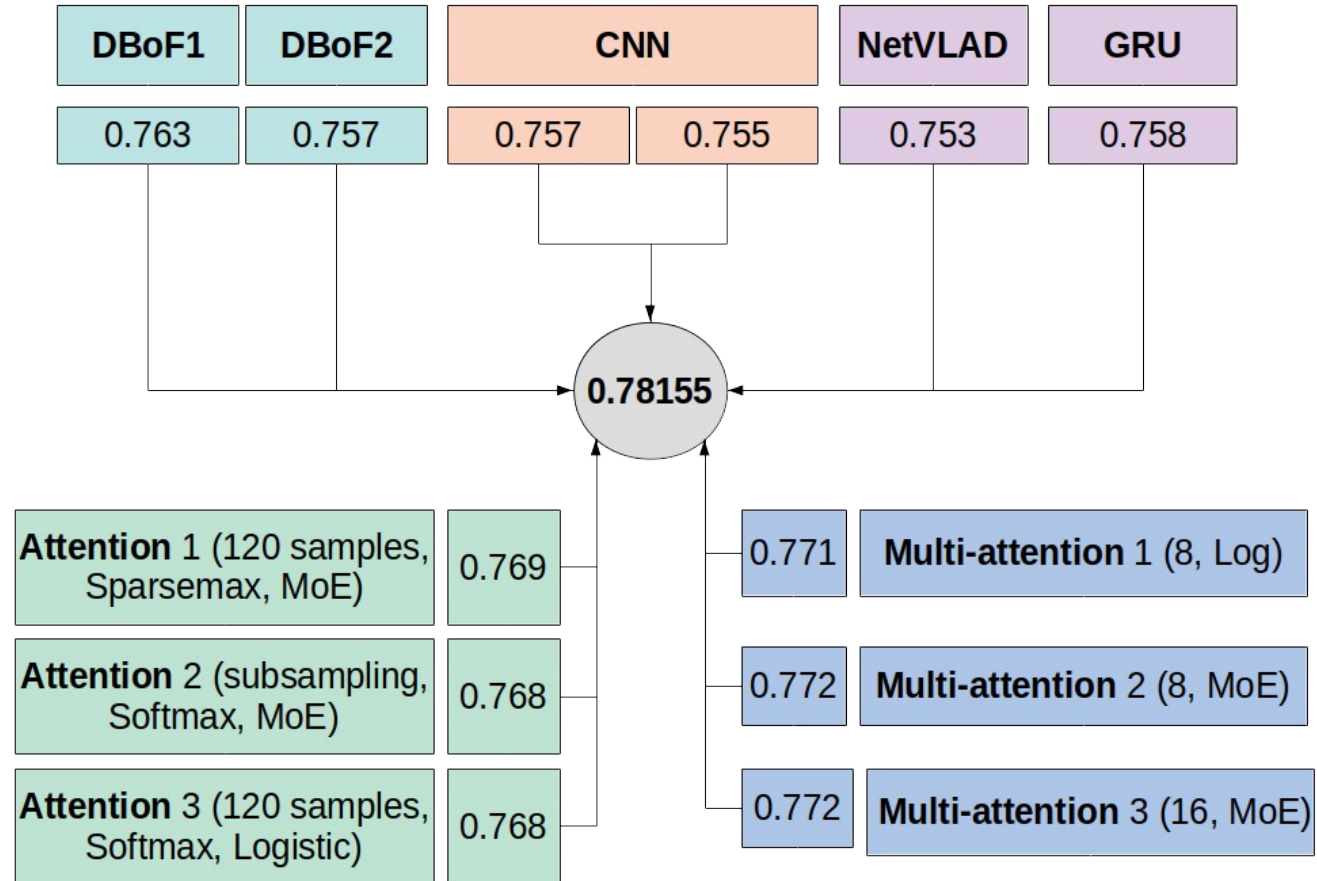 DBoF1 DBoF2 CNN NetVLAD GRU
0.763 0.757 0.757 0.755 0.753 0.758
0.78155
Attention 1 (120 samples,
Sparsemax, MoE)
0.769
Attention 2 (subsampling,
Softmax, MoE)
0.768
Attention 3 (120 samples,
Softmax, Logistic)
0.768
0.771
Multi-attention 1 (8, Log)
0.772
Multi-attention 2 (8, MoE)
0.772
Multi-attention 3 (16, MoE)